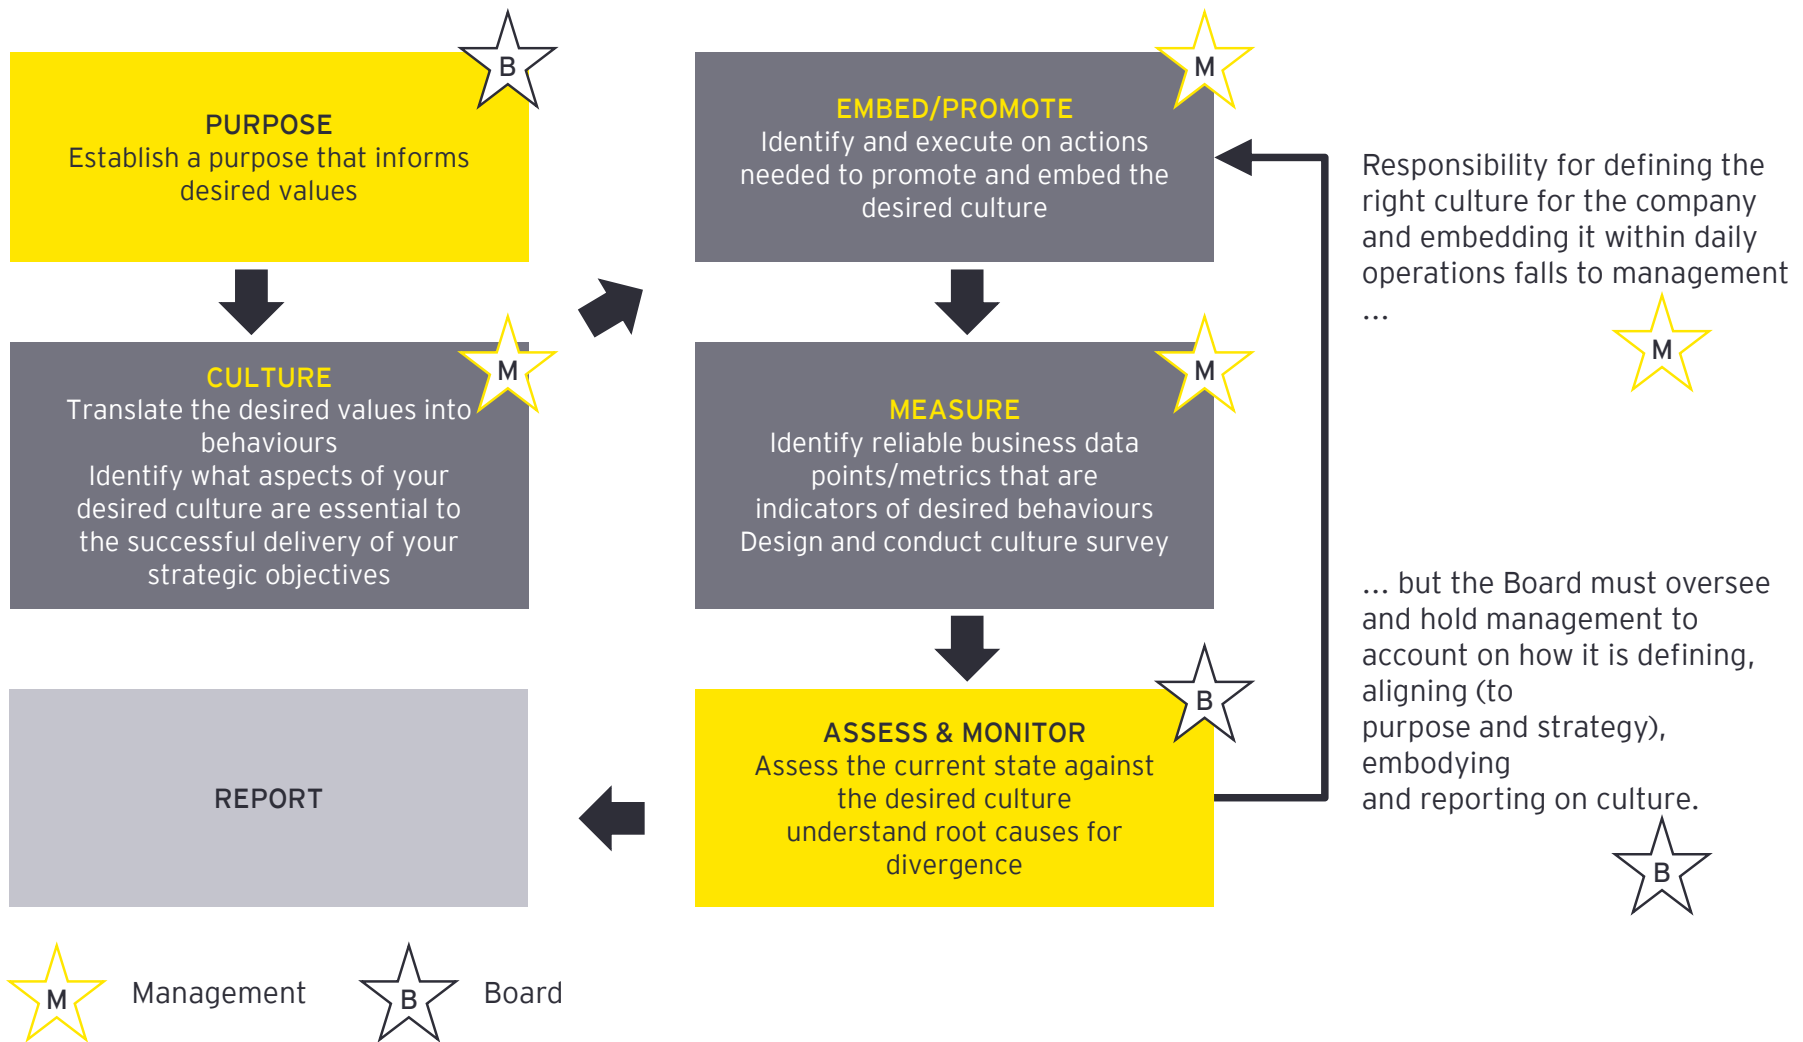 B
PURPOSE
Establish a purpose that informs
desired values
M
CULTURE
Translate the desired values into
behaviours
Identify what aspects of your
desired culture are essential to
the successful delivery of your
strategic objectives
M
EMBED/PROMOTE
Identify and execute on actions
needed to promote and embed the
desired culture
M
MEASURE
Identify reliable business data
points/metrics that are
indicators of desired behaviours
Design and conduct culture survey
B
ASSESS & MONITOR
Assess the current state against
the desired culture
understand root causes for
divergence
REPORT
Responsibility for defining the
right culture for the company
and embedding it within daily
operations falls to management
...
M
... but the Board must oversee
and hold management to
account on how it is defining,
aligning (to
purpose and strategy),
embodying
and reporting on culture.
B
M Management
B Board